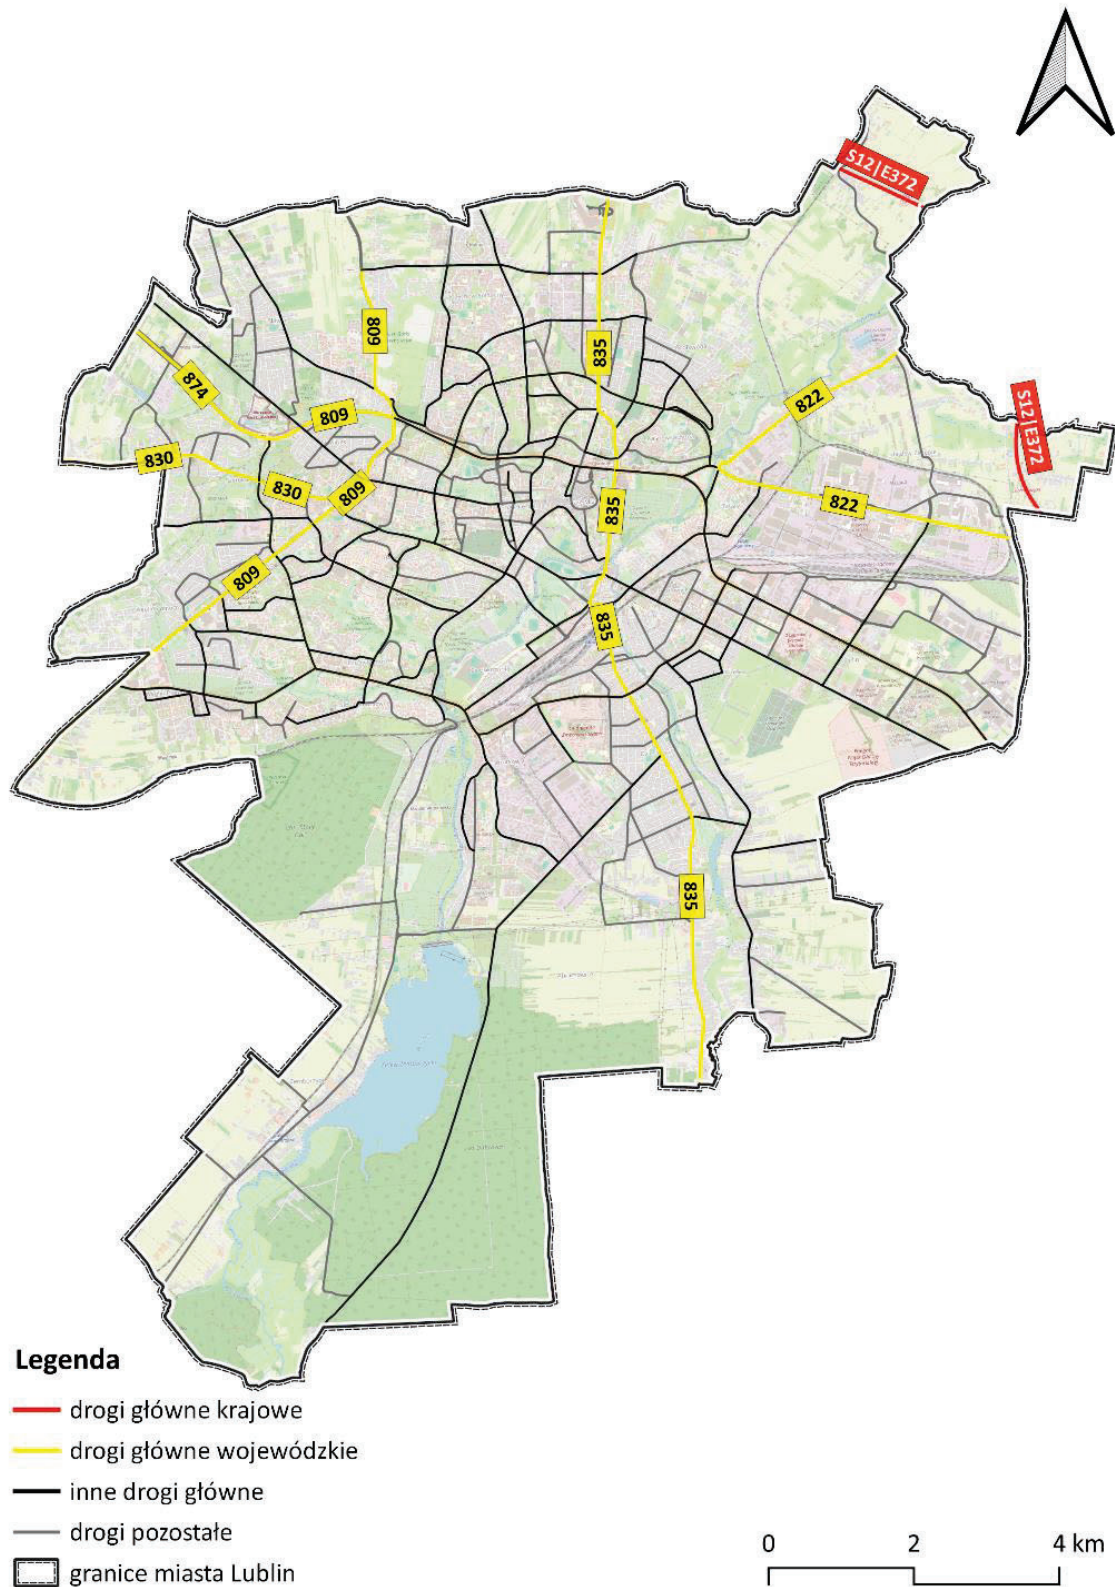 S12|E372
809
835
874
822
S12|E372
809
830
830
809
835
822
809
835
835
Legenda
drogi główne krajowe
drogi główne wojewódzkie
inne drogi główne
drogi pozostałe
granice miasta Lublin
0 2 4 km